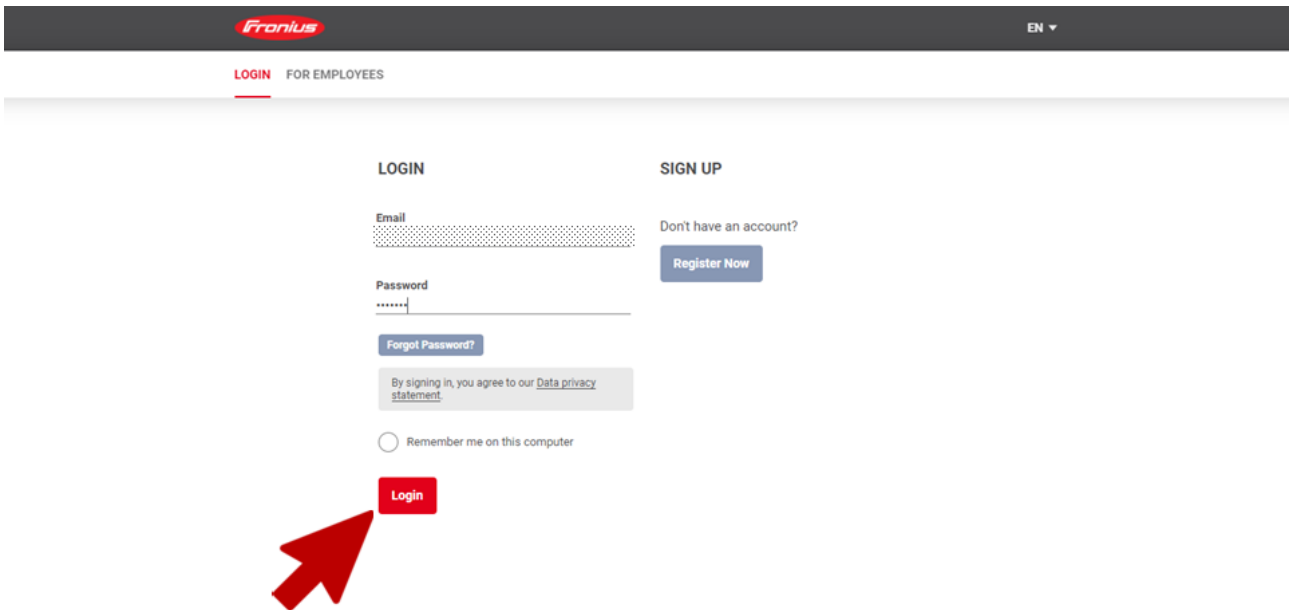 Fronius
EN
LOGIN FOR EMPLOYEES
LOGIN
Email
Password
•••••••
Forgot Password?
By signing in, you agree to our Data privacy
statement.
Remember me on this computer
Login
SIGN UP
Don't have an account?
Register Now